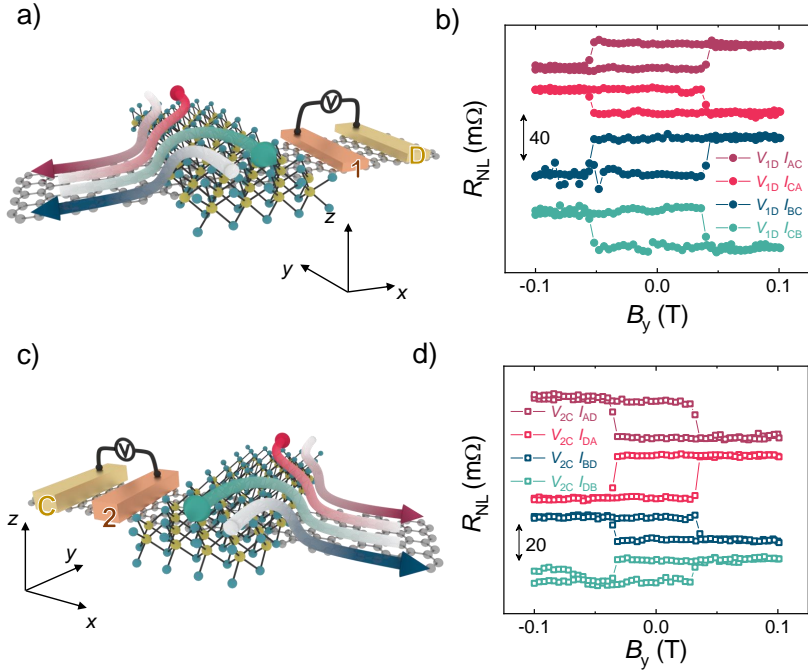 a)
V
1
D
z
y
x
b)
R_NL (mΩ)
40
V_1D I_AC
V_1D I_CA
V_1D I_BC
V_1D I_CB
-0.1 0.0 0.1
B_y (T)
c)
V
C
2
z
y
x
d)
R_NL (mΩ)
V_2C I_AD
V_2C I_DA
V_2C I_BD
V_2C I_DB
20
-0.1 0.0 0.1
B_y (T)